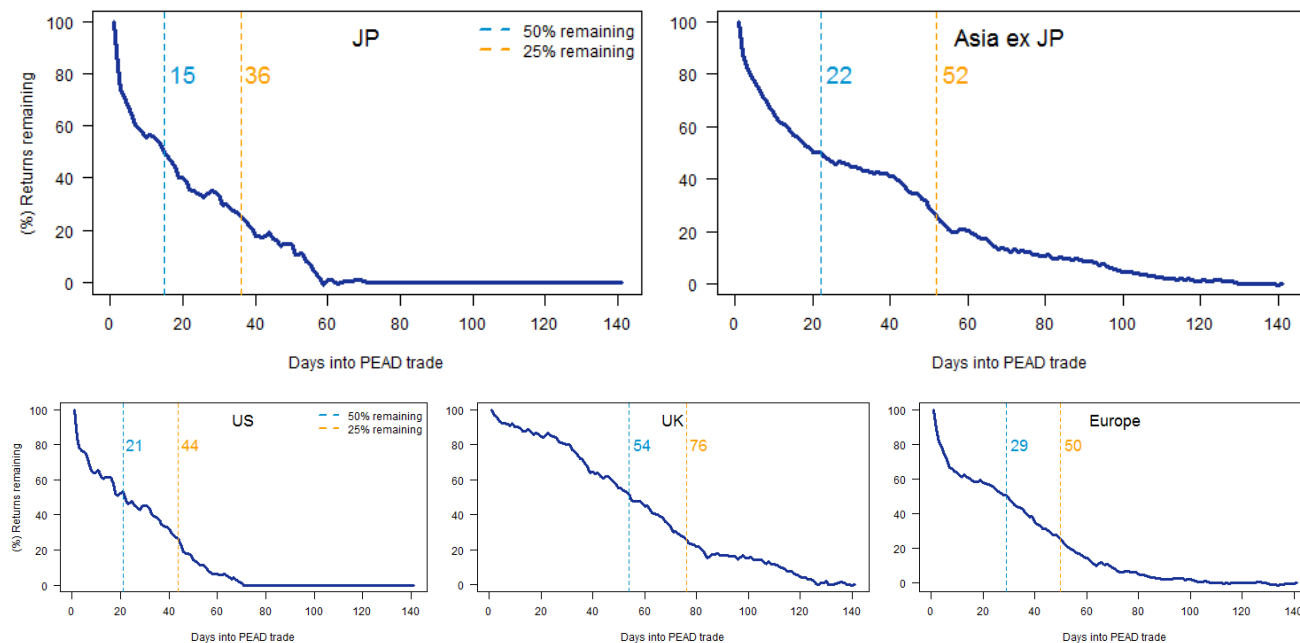 JP
50% remaining
25% remaining
15
36
(%) Returns remaining
100
80
60
40
20
0
0 20 40 60 80 100 120 140
Days into PEAD trade
Asia ex JP
22
52
100
80
60
40
20
0
0 20 40 60 80 100 120 140
Days into PEAD trade
US
50% remaining
25% remaining
21
44
(%) Returns remaining
100
80
60
40
20
0
0 20 40 60 80 100 120 140
Days into PEAD trade
UK
54
76
100
80
60
40
20
0
0 20 40 60 80 100 120 140
Days into PEAD trade
Europe
29
50
100
80
60
40
20
0
0 20 40 60 80 100 120 140
Days into PEAD trade